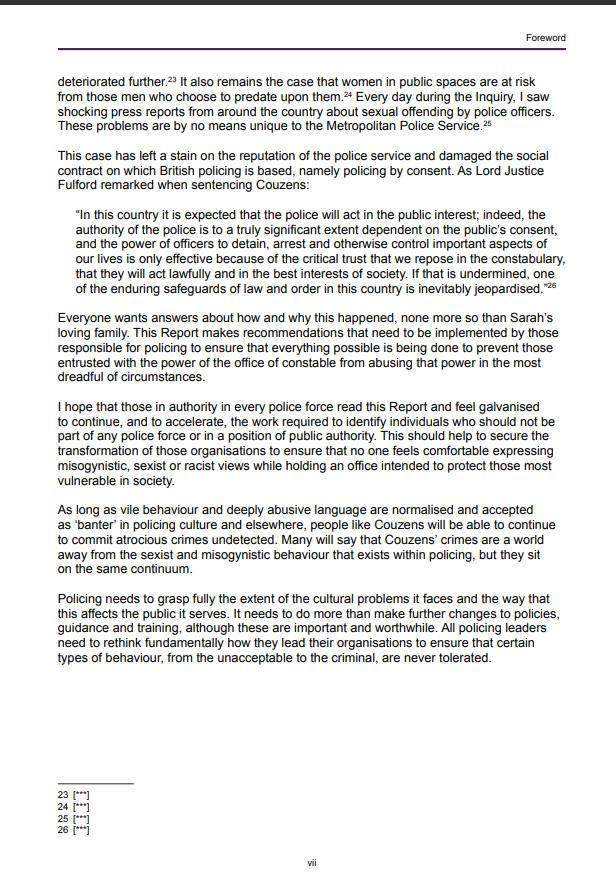 Foreword
deteriorated further.23 It also remains the case that women in public spaces are at risk
from those men who choose to predate upon them.24 Every day during the Inquiry, I saw
shocking press reports from around the country about sexual offending by police officers.
These problems are by no means unique to the Metropolitan Police Service.25
This case has left a stain on the reputation of the police service and damaged the social
contract on which British policing is based, namely policing by consent. As Lord Justice
Fulford remarked when sentencing Couzens:
“In this country it is expected that the police will act in the public interest; indeed, the
authority of the police is to a truly significant extent dependent on the public’s consent,
and the power of officers to detain, arrest and otherwise control important aspects of
our lives is only effective because of the critical trust that we repose in the constabulary,
that they will act lawfully and in the best interests of society. If that is undermined, one
of the enduring safeguards of law and order in this country is inevitably jeopardised.”26
Everyone wants answers about how and why this happened, none more so than Sarah’s
loving family. This Report makes recommendations that need to be implemented by those
responsible for policing to ensure that everything possible is being done to prevent those
entrusted with the power of the office of constable from abusing that power in the most
dreadful of circumstances.
I hope that those in authority in every police force read this Report and feel galvanised
to continue, and to accelerate, the work required to identify individuals who should not be
part of any police force or in a position of public authority. This should help to secure the
transformation of those organisations to ensure that no one feels comfortable expressing
misogynistic, sexist or racist views while holding an office intended to protect those most
vulnerable in society.
As long as vile behaviour and deeply abusive language are normalised and accepted
as ‘banter’ in policing culture and elsewhere, people like Couzens will be able to continue
to commit atrocious crimes undetected. Many will say that Couzens’ crimes are a world
away from the sexist and misogynistic behaviour that exists within policing, but they sit
on the same continuum.
Policing needs to grasp fully the extent of the cultural problems it faces and the way that
this affects the public it serves. It needs to do more than make further changes to policies,
guidance and training, although these are important and worthwhile. All policing leaders
need to rethink fundamentally how they lead their organisations to ensure that certain
types of behaviour, from the unacceptable to the criminal, are never tolerated.
23 [***]
24 [***]
25 [***]
26 [***]
vii